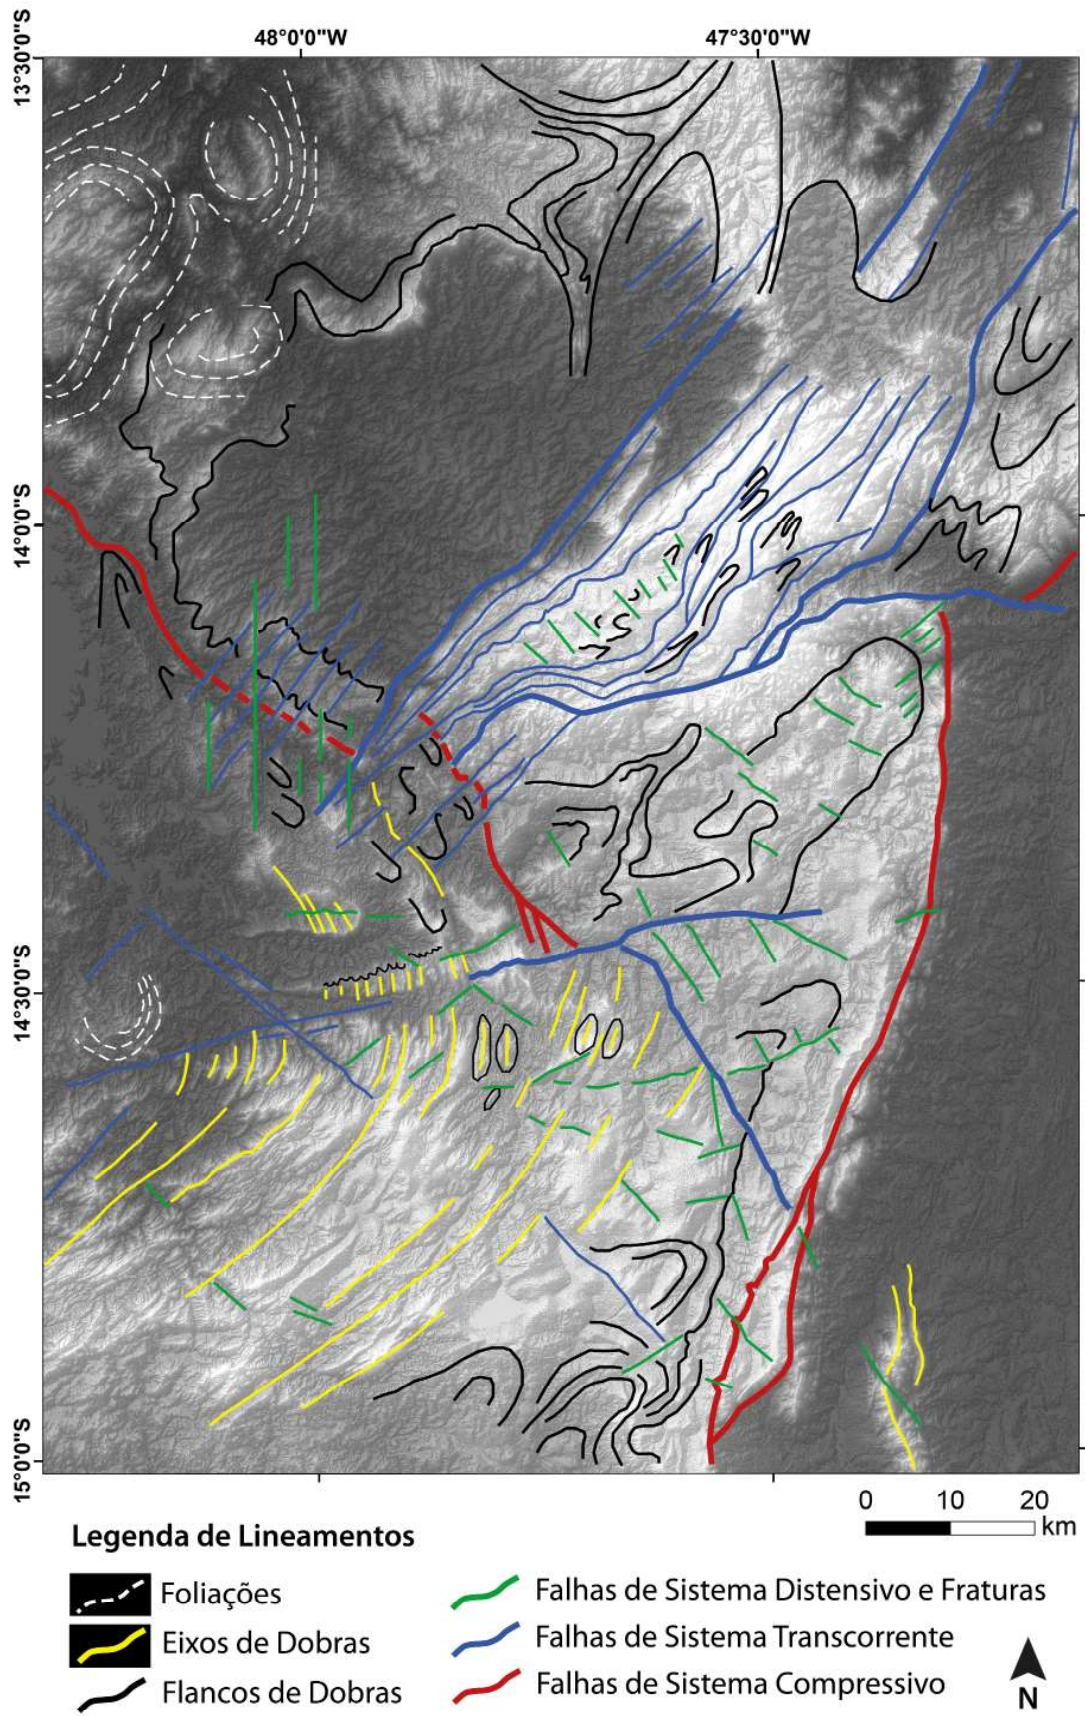 48°0'0"W 47°30'0"W
13°30'0"S
14°0'0"S
14°30'0"S
15°0'0"S
0 10 20
km
Legenda de Lineamentos
Foliações
Eixos de Dobras
Flancos de Dobras
Falhas de Sistema Distensivo e Fraturas
Falhas de Sistema Transcorrente
Falhas de Sistema Compressivo
N